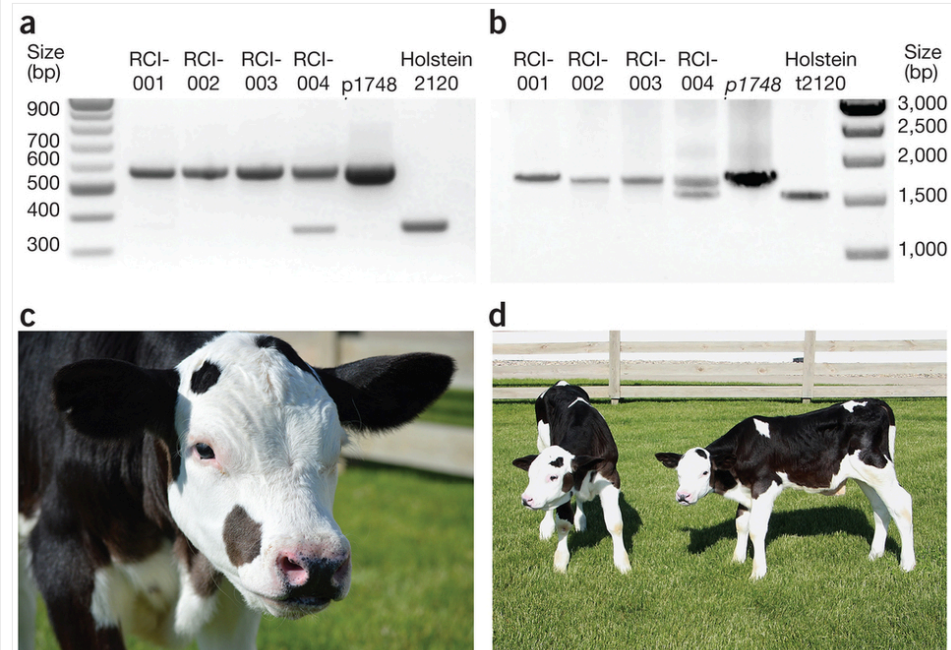 a
Size
(bp)
RCI-
001
RCI-
002
RCI-
003
RCI-
004
p1748
Holstein
2120
900
700
600
500
400
300
b
RCI-
001
RCI-
002
RCI-
003
RCI-
004
p1748
Holstein
t2120
Size
(bp)
3,000
2,500
2,000
1,500
1,000
c
d